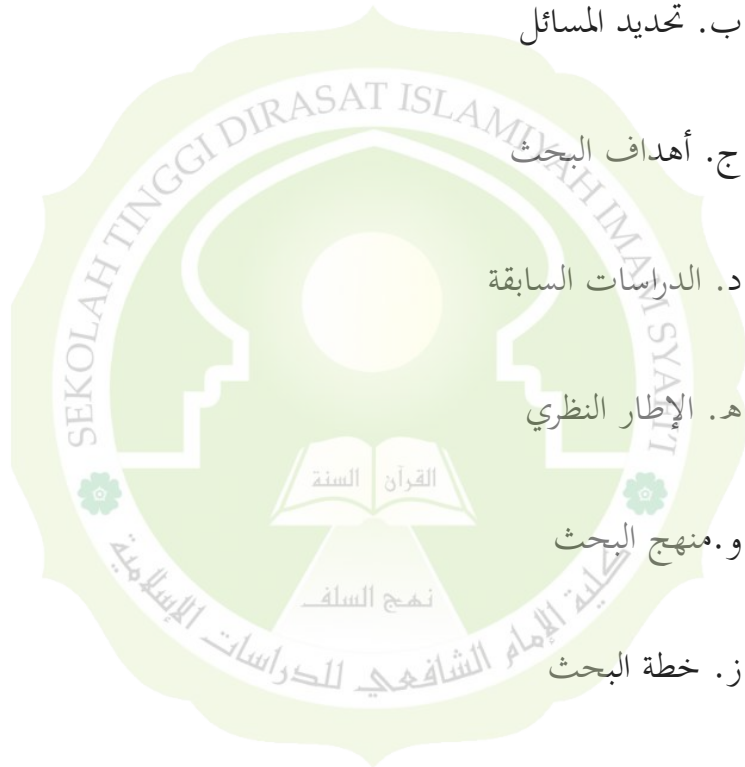 ب. تحديد المسائل
ج. أهداف البحث
د. الدراسات السابقة
هـ. الإطار النظري
و.منهج البحث
ز. خطة البحث
SEKOLAH TINGGI DIRASAT ISLAMIYAH IMAM SYAFI'I
القرآن السنة
نهج السلف
كلية الإمام الشافعي للدراسات الإسلامية